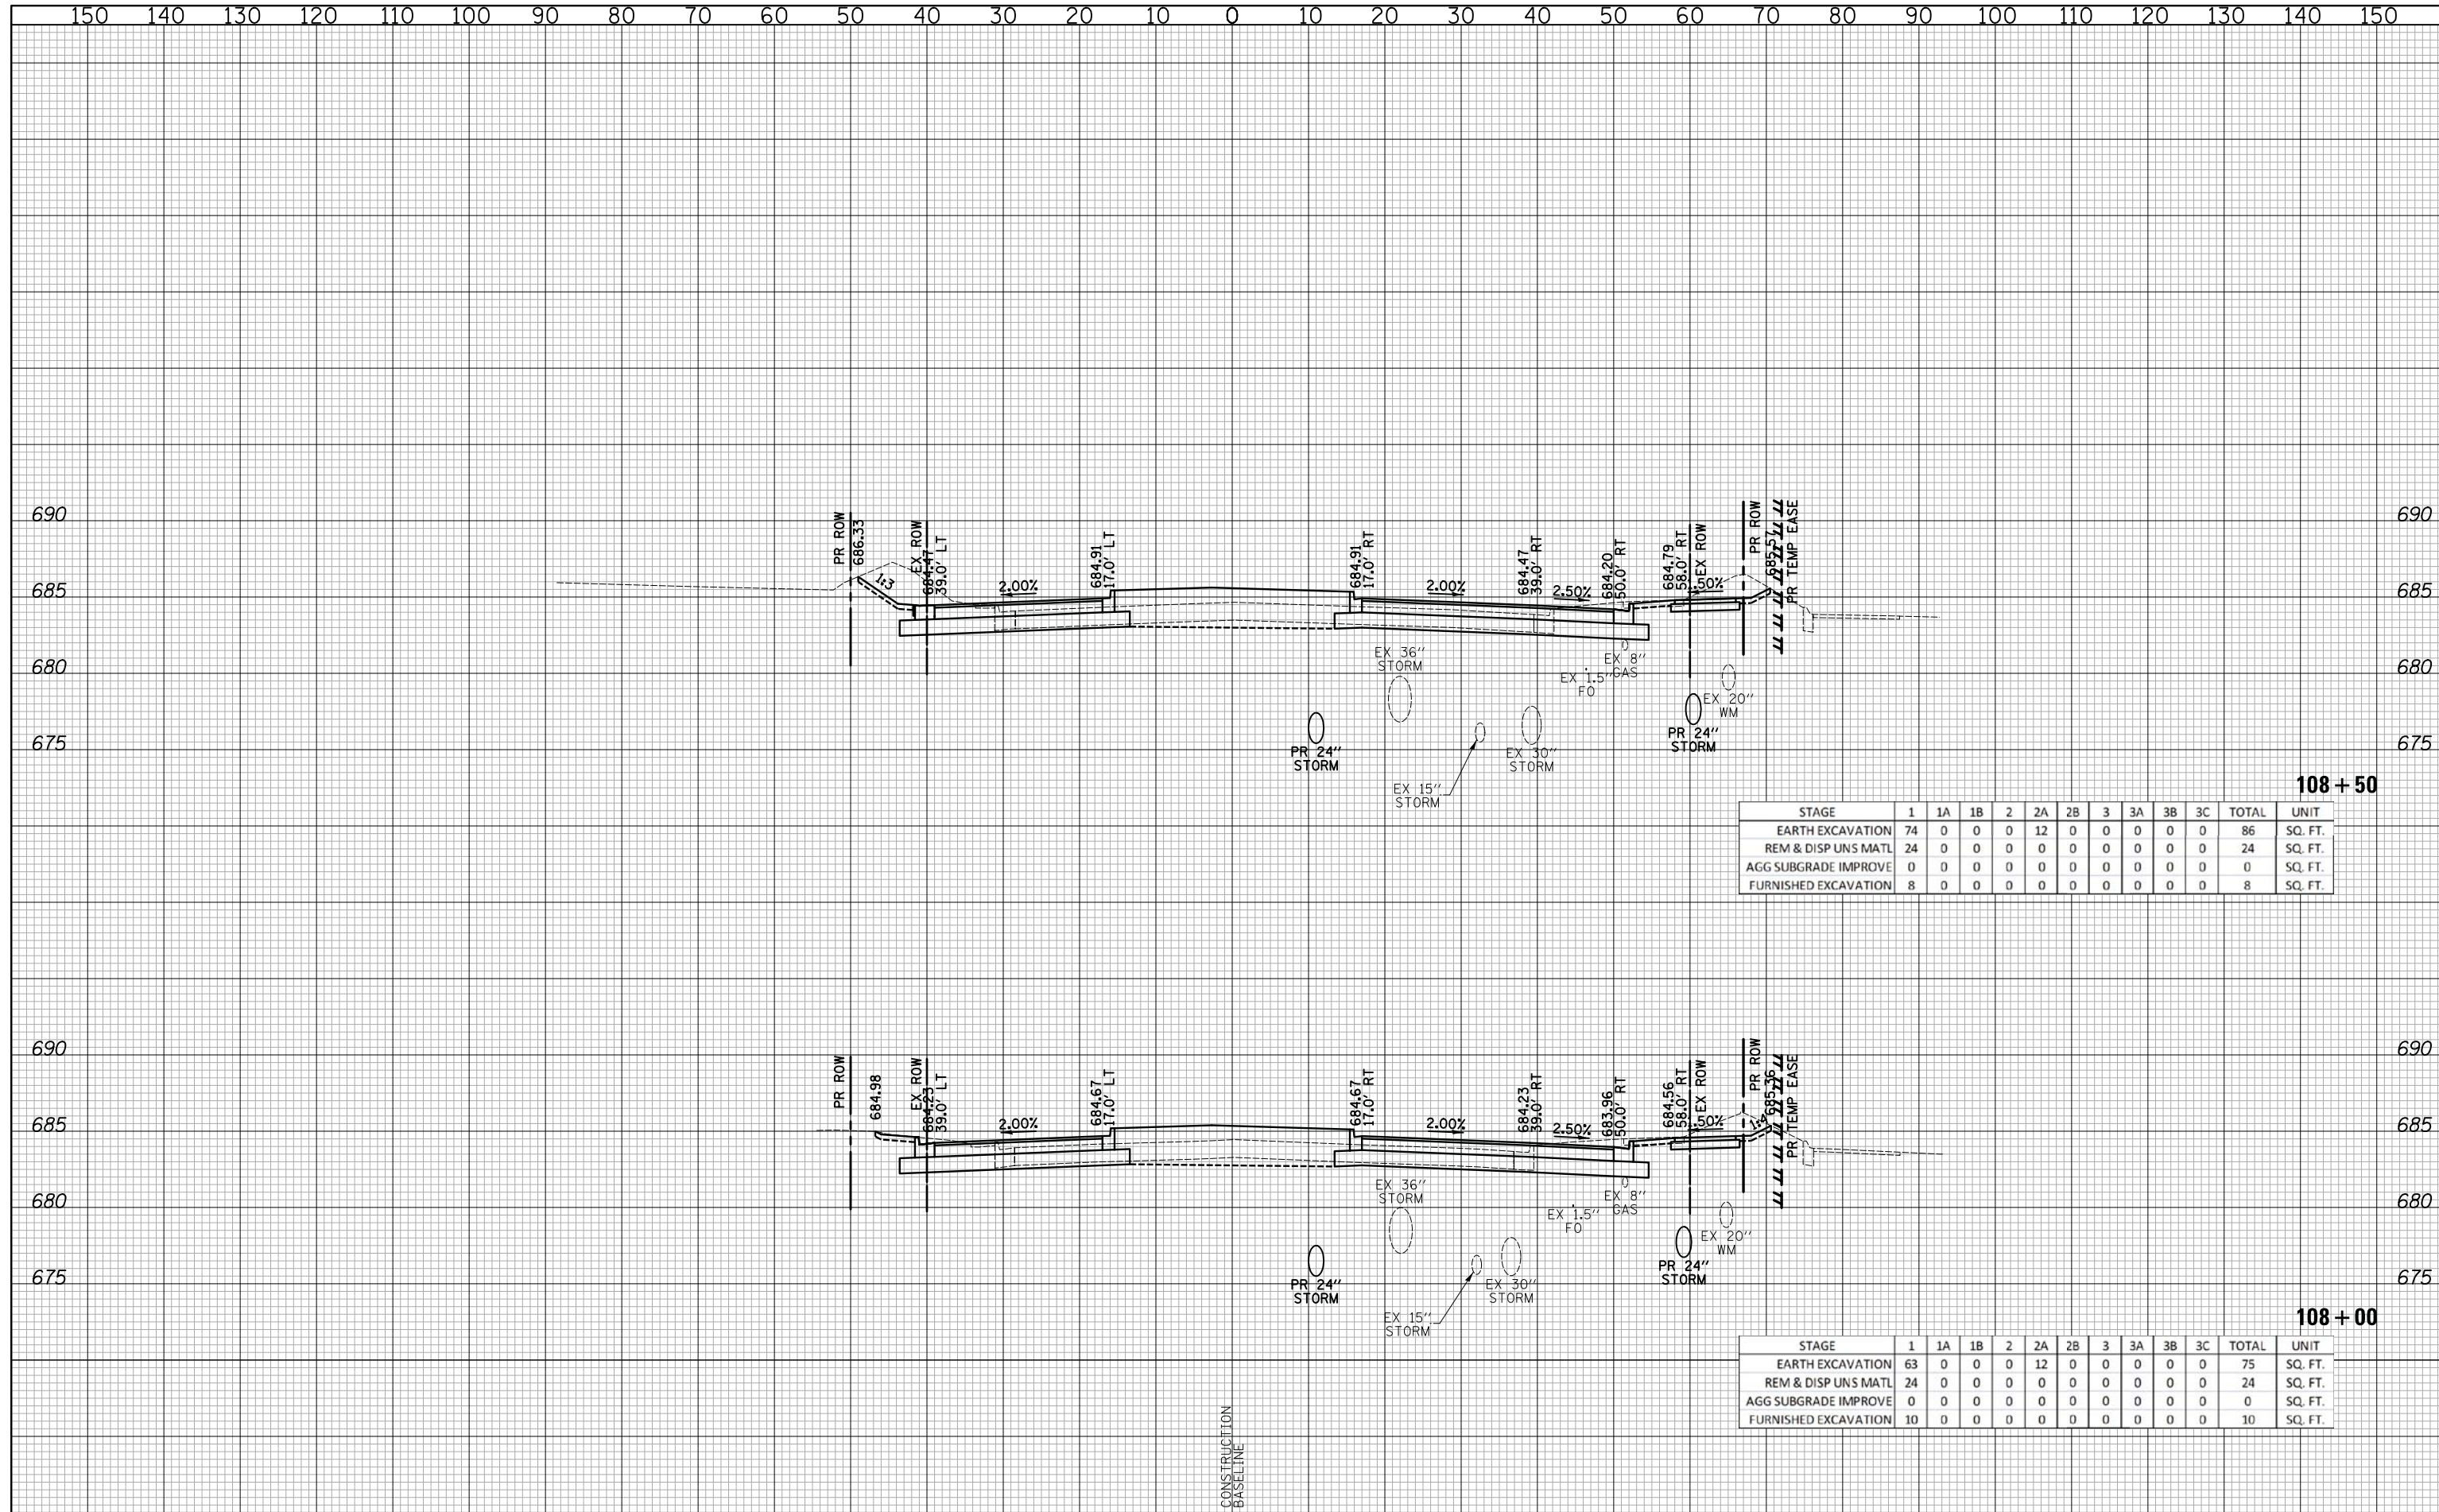 150 140 130 120 110 100 90 80 70 60 50 40 30 20 10 0 10 20 30 40 50 60 70 80 90 100 110 120 130 140 150
690
685
680
675
PR ROW
686.33
1:3
EX ROW
684.47
39.0' LT
2.00%
684.91
17.0' LT
684.91
17.0' RT
2.00%
684.47
39.0' RT
2.50%
684.20
50.0' RT
684.79
58.0' RT
EX ROW
1.50%
PR ROW
685.57
PR TEMP EASE
690
685
680
675
EX 36"
STORM
EX 1.5"
FO
EX 8"
GAS
EX 20"
WM
PR 24"
STORM
EX 15"
STORM
EX 30"
STORM
PR 24"
STORM
108+50
STAGE 1 1A 1B 2 2A 2B 3 3A 3B 3C TOTAL UNIT
EARTH EXCAVATION 74 0 0 0 12 0 0 0 0 0 86 SQ. FT.
REM & DISP UNS MATL 24 0 0 0 0 0 0 0 0 0 24 SQ. FT.
AGG SUBGRADE IMPROVE 0 0 0 0 0 0 0 0 0 0 0 SQ. FT.
FURNISHED EXCAVATION 8 0 0 0 0 0 0 0 0 0 8 SQ. FT.
690
685
680
675
PR ROW
684.98
EX ROW
684.23
39.0' LT
2.00%
684.67
17.0' LT
684.67
17.0' RT
2.00%
684.23
39.0' RT
2.50%
683.96
50.0' RT
684.56
58.0' RT
EX ROW
1.50%
PR ROW
685.36
PR TEMP EASE
690
685
680
675
EX 36"
STORM
EX 1.5"
FO
EX 8"
GAS
EX 20"
WM
PR 24"
STORM
EX 15"
STORM
EX 30"
STORM
PR 24"
STORM
108+00
STAGE 1 1A 1B 2 2A 2B 3 3A 3B 3C TOTAL UNIT
EARTH EXCAVATION 63 0 0 0 12 0 0 0 0 0 75 SQ. FT.
REM & DISP UNS MATL 24 0 0 0 0 0 0 0 0 0 24 SQ. FT.
AGG SUBGRADE IMPROVE 0 0 0 0 0 0 0 0 0 0 0 SQ. FT.
FURNISHED EXCAVATION 10 0 0 0 0 0 0 0 0 0 10 SQ. FT.
CONSTRUCTION
BASELINE